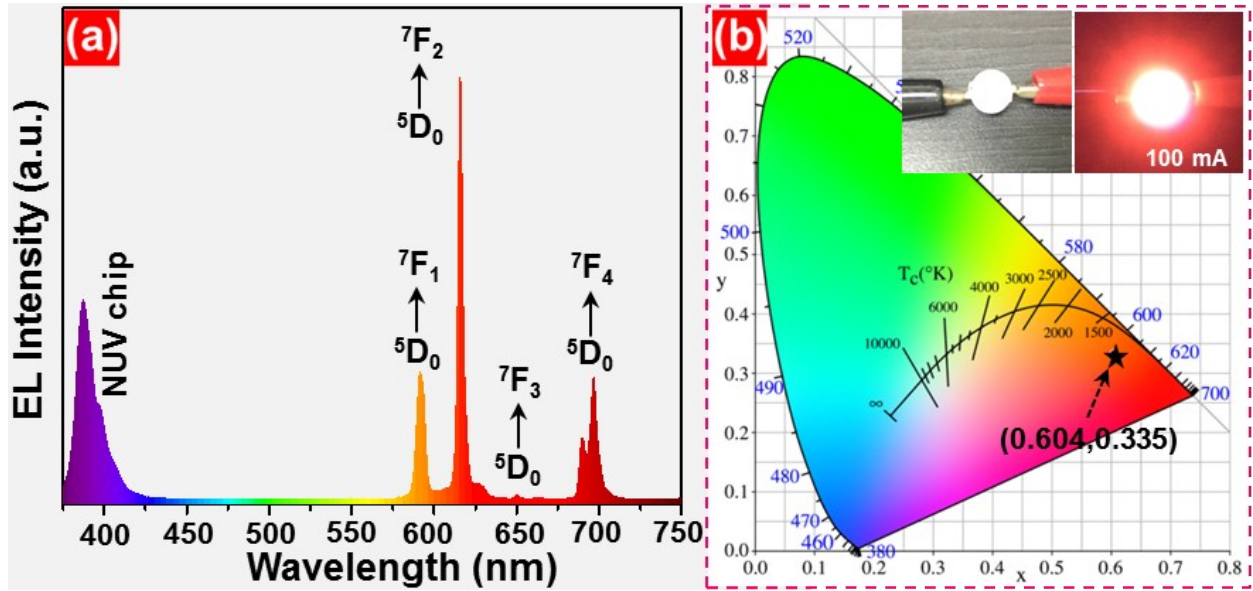 (a)
⁷F₂
⁵D₀
⁷F₁
⁵D₀
⁷F₃
⁵D₀
⁷F₄
⁵D₀
NUV chip
EL Intensity (a.u.)
400 450 500 550 600 650 700 750
Wavelength (nm)
(b)
100 mA
520
500
490
480
470
460
380
580
600
620
700
T_C(°K)
∞
10000
6000
4000
3000
2500
2000
1500
(0.604,0.335)
y
0.8
0.7
0.6
0.5
0.4
0.3
0.2
0.1
0.0
0.0 0.1 0.2 0.3 0.4 0.5 0.6 0.7 0.8
x